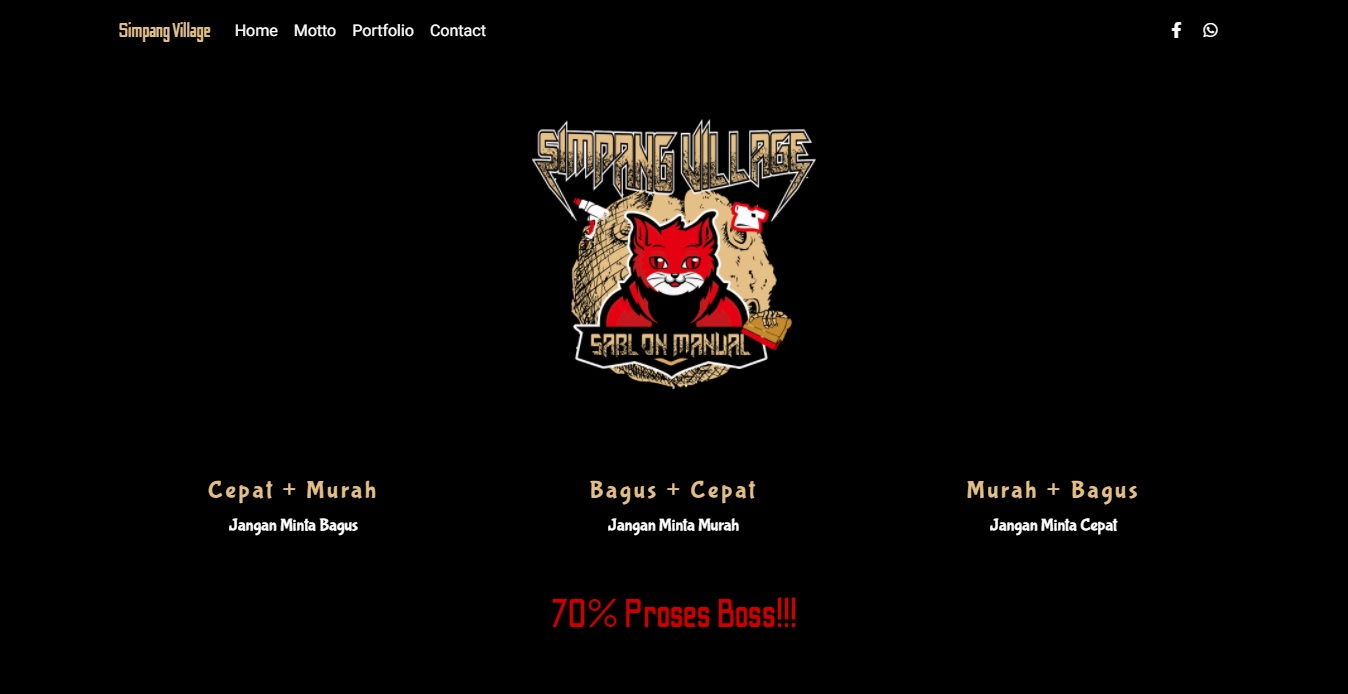 Simpang Village Home Motto Portfolio Contact
SIMPANG VILLAGE
SABLON MANUAL
Cepat + Murah Bagus + Cepat Murah + Bagus
Jangan Minta Bagus Jangan Minta Murah Jangan Minta Cepat
70% Proses Boss!!!